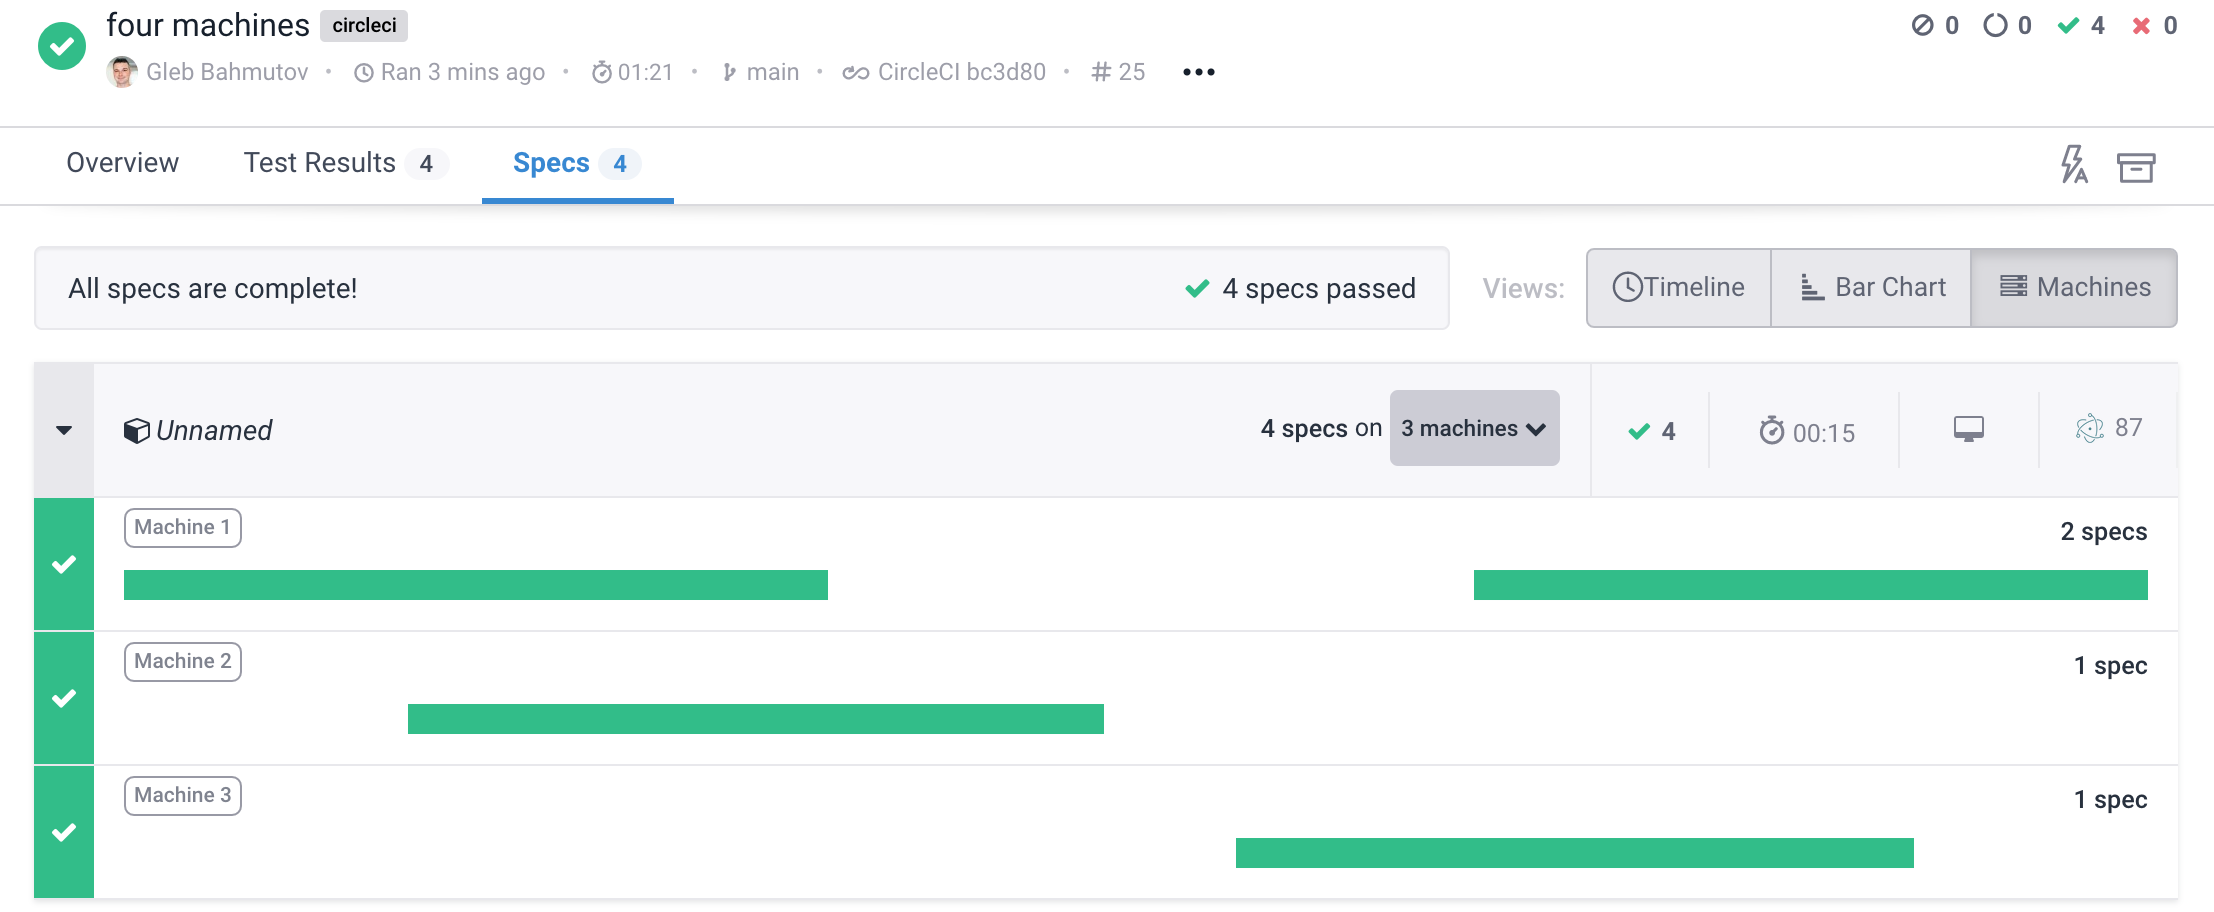 four machines circleci 0 0 4 0
Gleb Bahmutov • Ran 3 mins ago • 01:21 • main • CircleCI bc3d80 • # 25 •••
Overview Test Results 4 Specs 4
All specs are complete! 4 specs passed Views: Timeline Bar Chart Machines
Unnamed 4 specs on 3 machines 4 00:15 87
Machine 1 2 specs
Machine 2 1 spec
Machine 3 1 spec